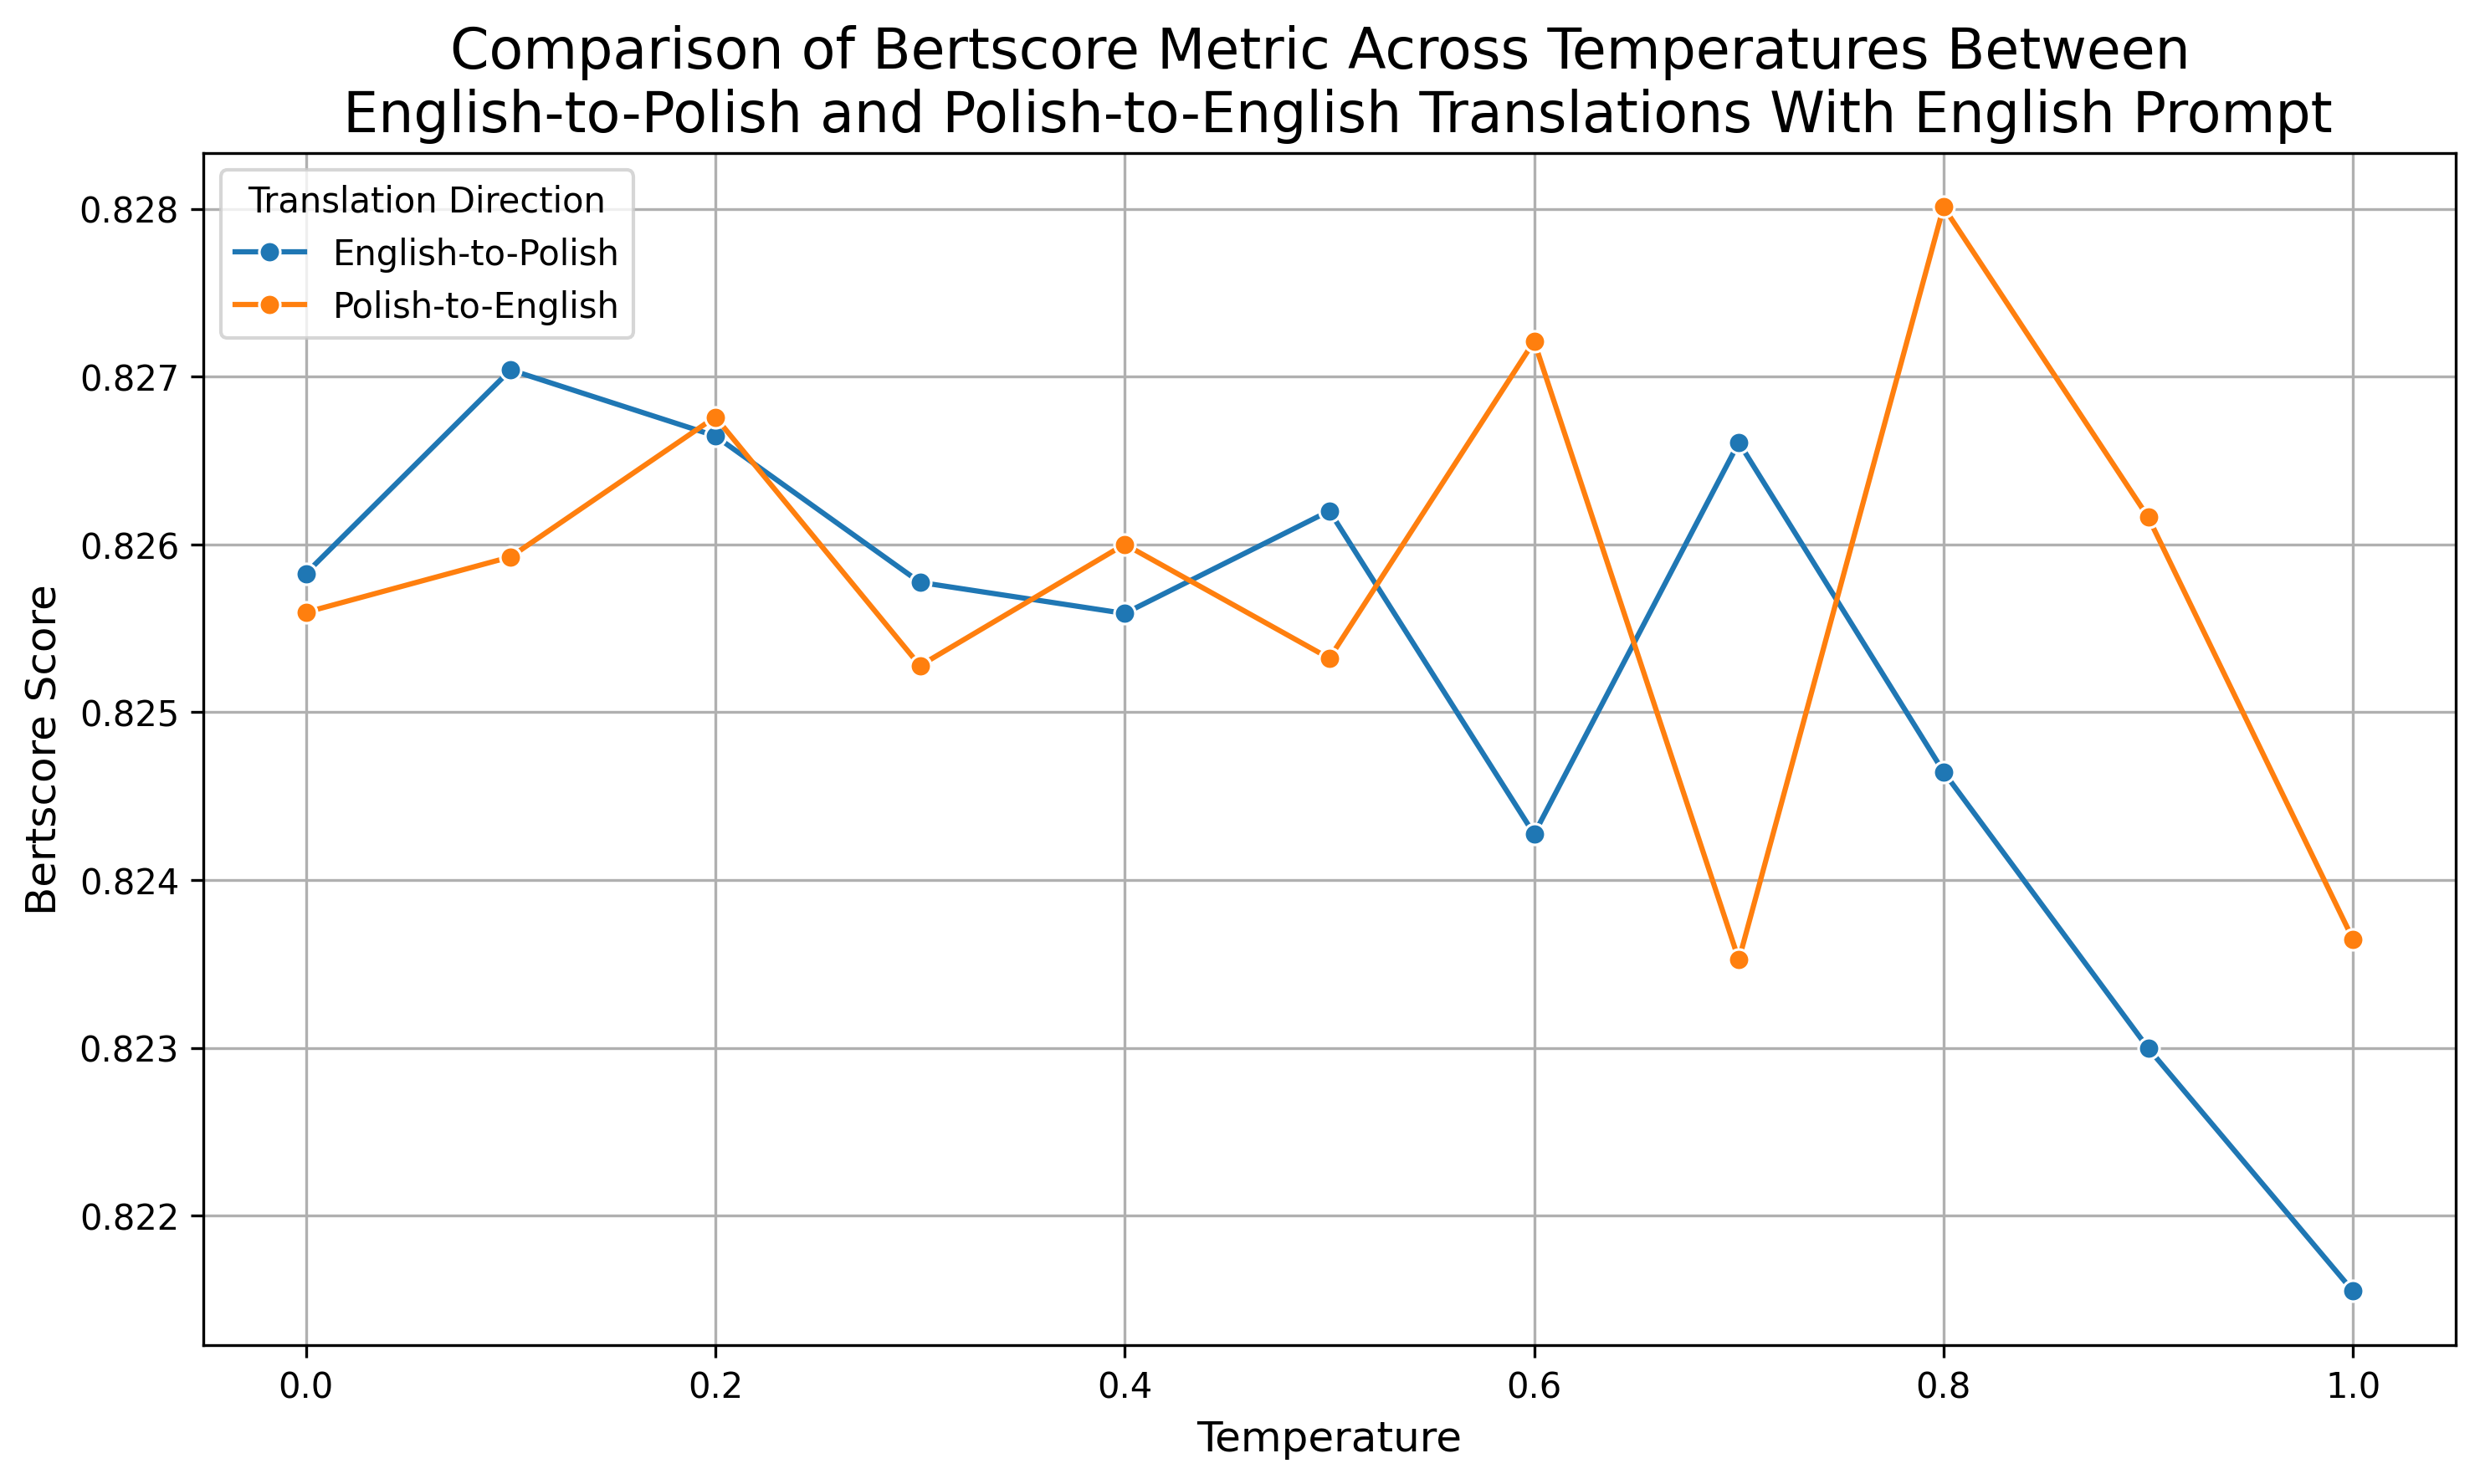 Comparison of Bertscore Metric Across Temperatures Between
English-to-Polish and Polish-to-English Translations With English Prompt
Translation Direction
English-to-Polish
Polish-to-English
Bertscore Score
0.828
0.827
0.826
0.825
0.824
0.823
0.822
0.0
0.2
0.4
0.6
0.8
1.0
Temperature